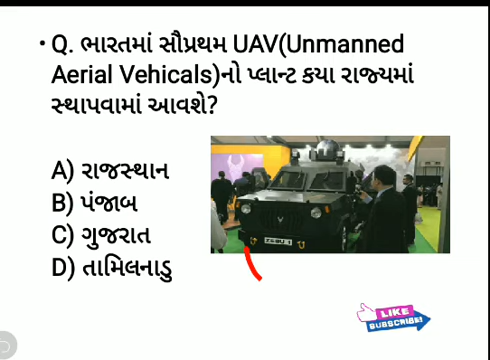 • Q. ભારતમાં સૌપ્રથમ UAV(Unmanned
Aerial Vehicals)નો પ્લાન્ટ કયા રાજ્યમાં
સ્થાપવામાં આવશે?
A) રાજસ્થાન
B) પંજાબ
C) ગુજરાત
D) તામિલનાડુ
LIKE
SUBSCRIBE!